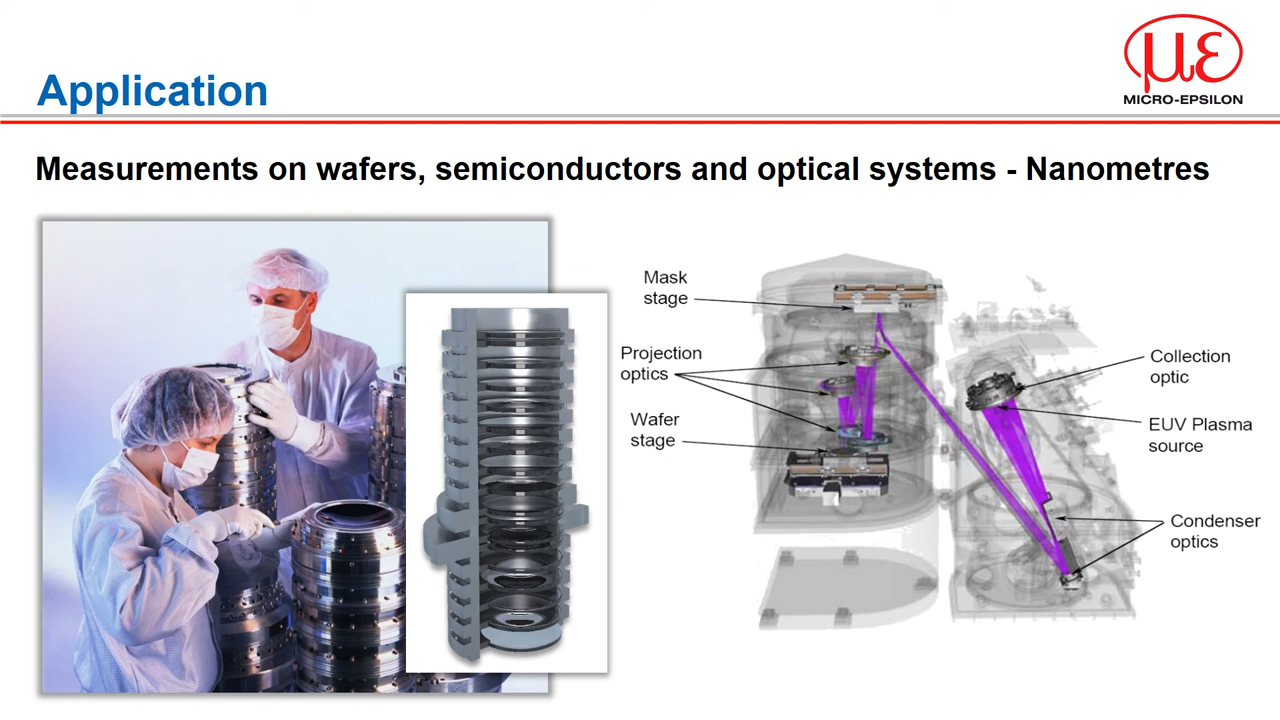 Application
με
MICRO-EPSILON
Measurements on wafers, semiconductors and optical systems - Nanometres
Mask
stage
Projection
optics
Wafer
stage
Collection
optic
EUV Plasma
source
Condenser
optics